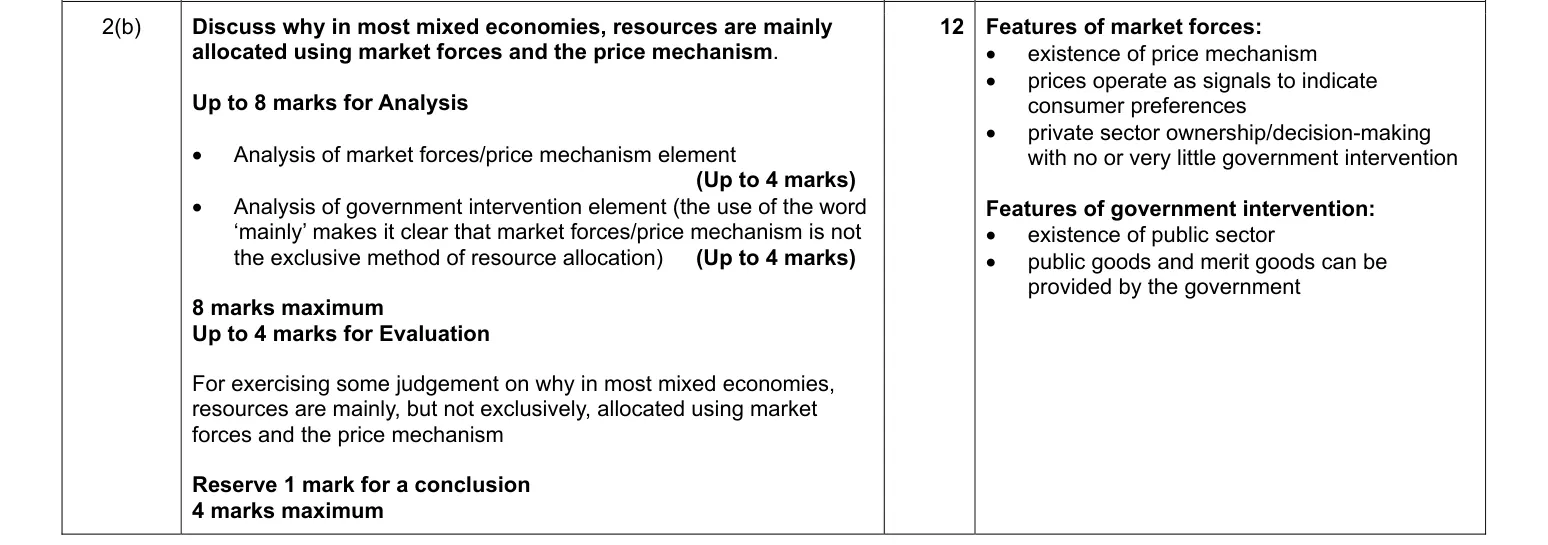 2(b)
Discuss why in most mixed economies, resources are mainly
allocated using market forces and the price mechanism.
Up to 8 marks for Analysis
• Analysis of market forces/price mechanism element
(Up to 4 marks)
• Analysis of government intervention element (the use of the word
‘mainly’ makes it clear that market forces/price mechanism is not
the exclusive method of resource allocation) (Up to 4 marks)
8 marks maximum
Up to 4 marks for Evaluation
For exercising some judgement on why in most mixed economies,
resources are mainly, but not exclusively, allocated using market
forces and the price mechanism
Reserve 1 mark for a conclusion
4 marks maximum
12
Features of market forces:
• existence of price mechanism
• prices operate as signals to indicate
consumer preferences
• private sector ownership/decision-making
with no or very little government intervention
Features of government intervention:
• existence of public sector
• public goods and merit goods can be
provided by the government